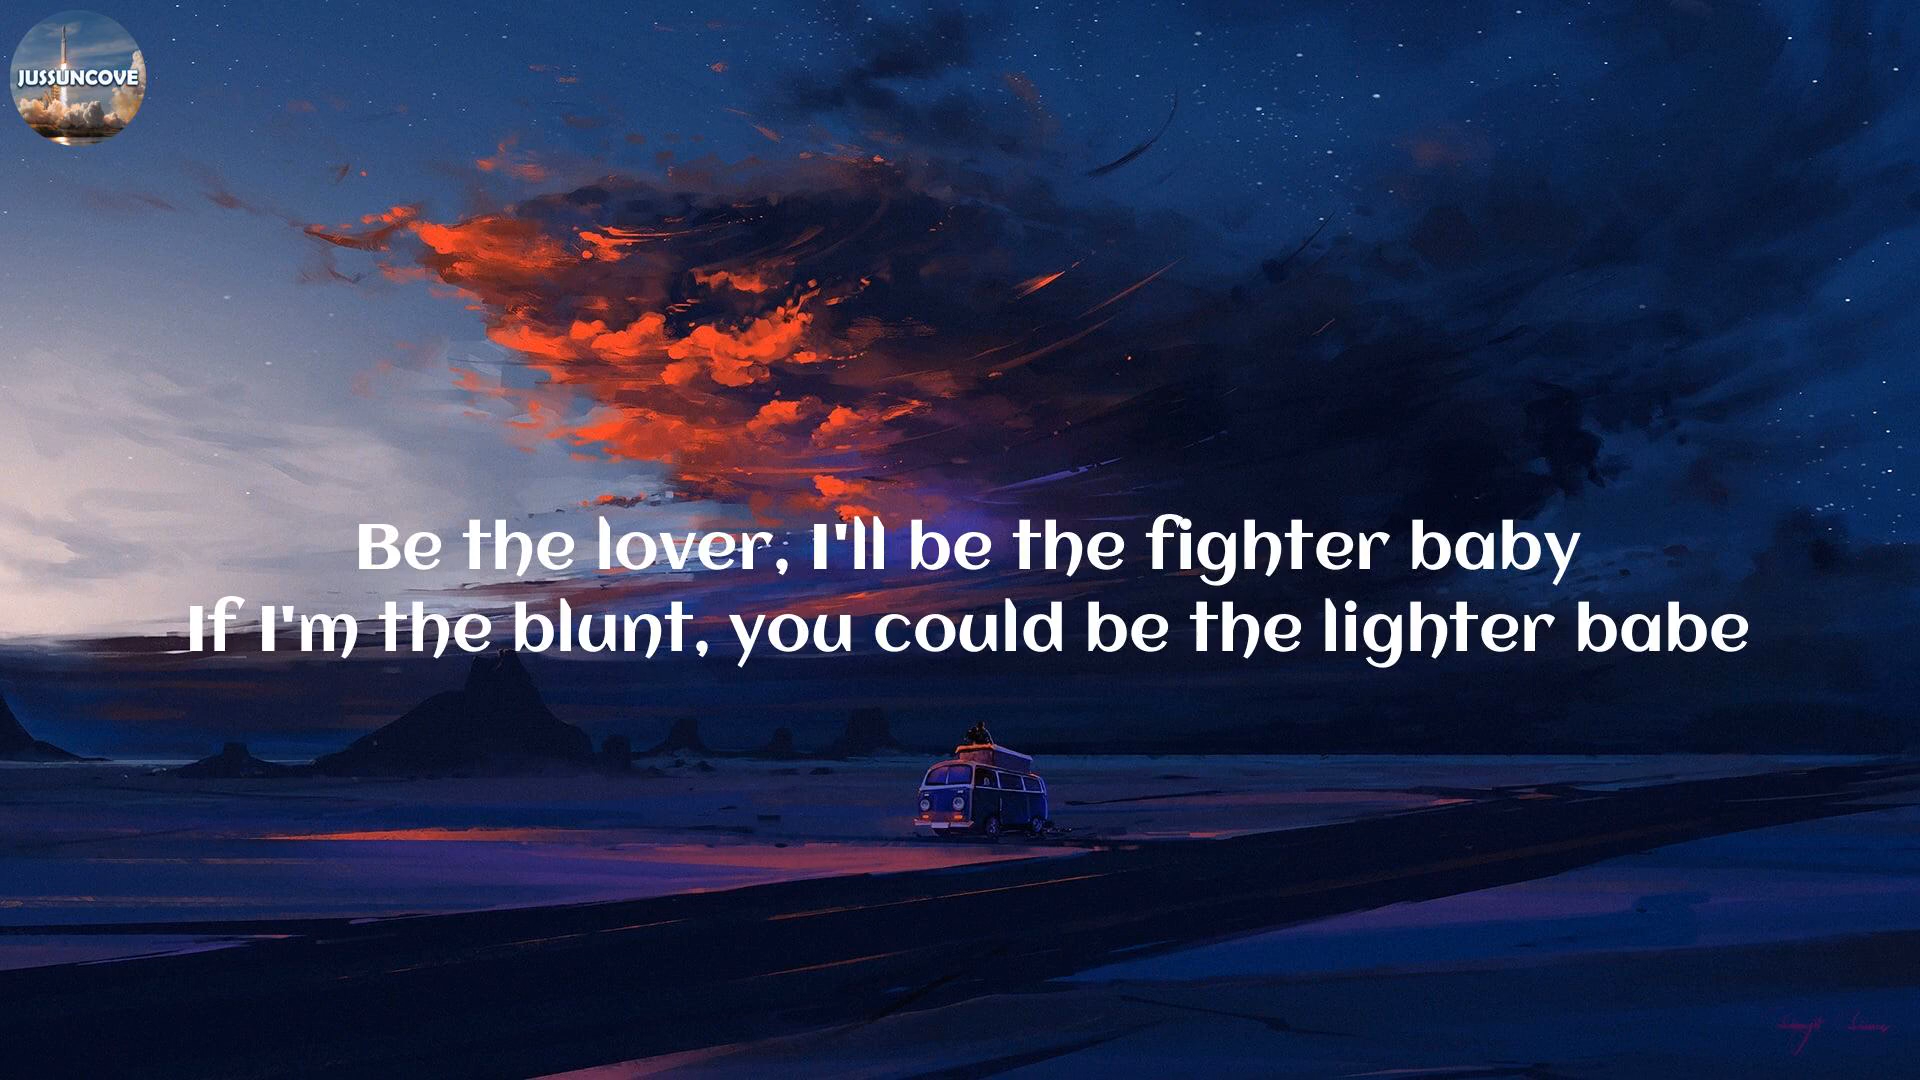 JUSSUNCOVE
Be the lover, I'll be the fighter baby
If I'm the blunt, you could be the lighter babe